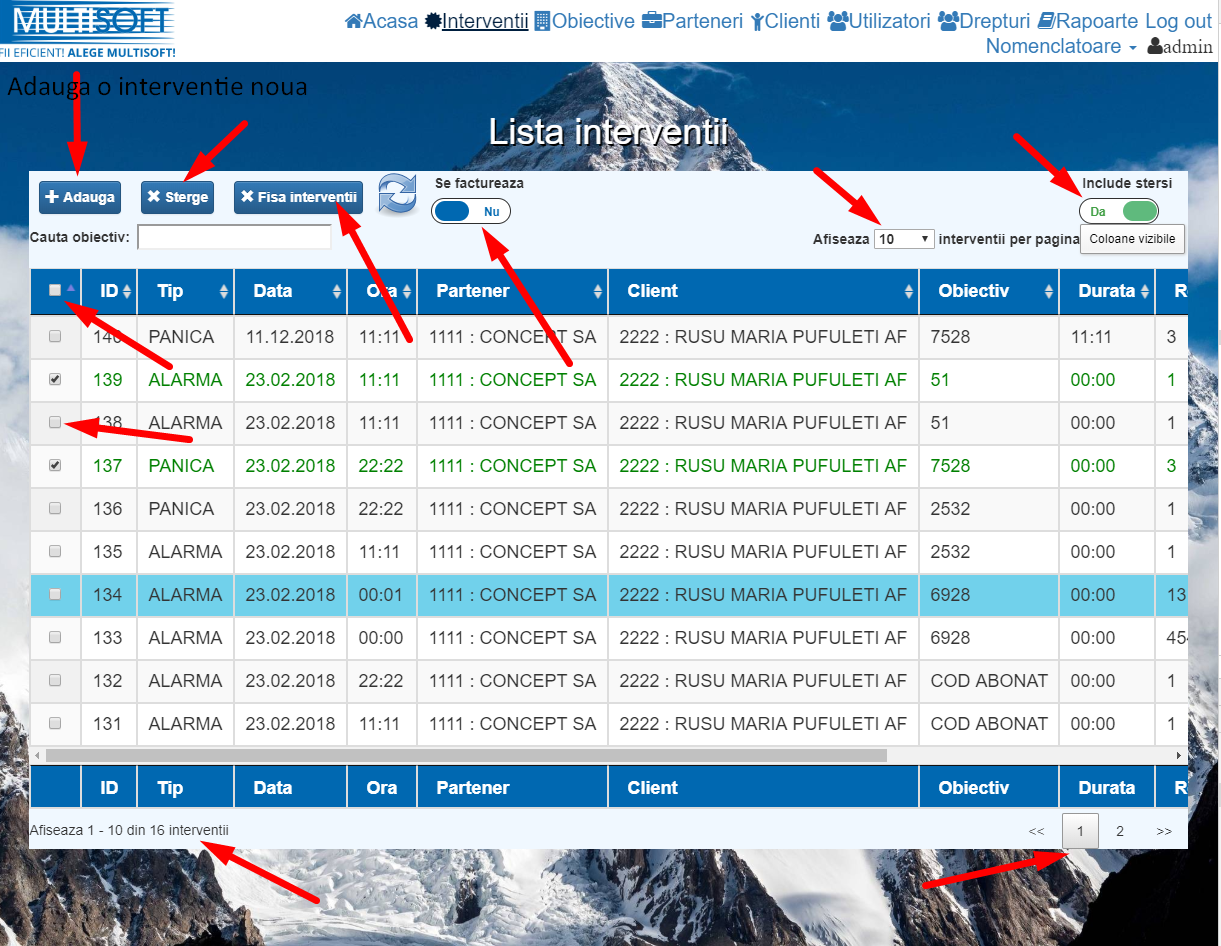 MULTISOFT
FII EFICIENT! ALEGE MULTISOFT!
Acasa Interventii Obiective Parteneri Clienti Utilizatori Drepturi Rapoarte Log out
Nomenclatoare admin
Adauga o interventie noua
Lista interventii
Adauga Sterge Fisa interventii Se factureaza Nu Include stersi Da
Cauta obiectiv: Afiseaza 10 interventii per pagina Coloane vizibile
ID Tip Data Ora Partener Client Obiectiv Durata R
140 PANICA 11.12.2018 11:11 1111 : CONCEPT SA 2222 : RUSU MARIA PUFULETI AF 7528 11:11 3
139 ALARMA 23.02.2018 11:11 1111 : CONCEPT SA 2222 : RUSU MARIA PUFULETI AF 51 00:00 1
138 ALARMA 23.02.2018 11:11 1111 : CONCEPT SA 2222 : RUSU MARIA PUFULETI AF 51 00:00 1
137 PANICA 23.02.2018 22:22 1111 : CONCEPT SA 2222 : RUSU MARIA PUFULETI AF 7528 00:00 3
136 PANICA 23.02.2018 22:22 1111 : CONCEPT SA 2222 : RUSU MARIA PUFULETI AF 2532 00:00 1
135 ALARMA 23.02.2018 11:11 1111 : CONCEPT SA 2222 : RUSU MARIA PUFULETI AF 2532 00:00 1
134 ALARMA 23.02.2018 00:01 1111 : CONCEPT SA 2222 : RUSU MARIA PUFULETI AF 6928 00:00 13
133 ALARMA 23.02.2018 00:00 1111 : CONCEPT SA 2222 : RUSU MARIA PUFULETI AF 6928 00:00 454
132 ALARMA 23.02.2018 22:22 1111 : CONCEPT SA 2222 : RUSU MARIA PUFULETI AF COD ABONAT 00:00 1
131 ALARMA 23.02.2018 11:11 1111 : CONCEPT SA 2222 : RUSU MARIA PUFULETI AF COD ABONAT 00:00 1
ID Tip Data Ora Partener Client Obiectiv Durata R
Afiseaza 1 - 10 din 16 interventii << 1 2 >>